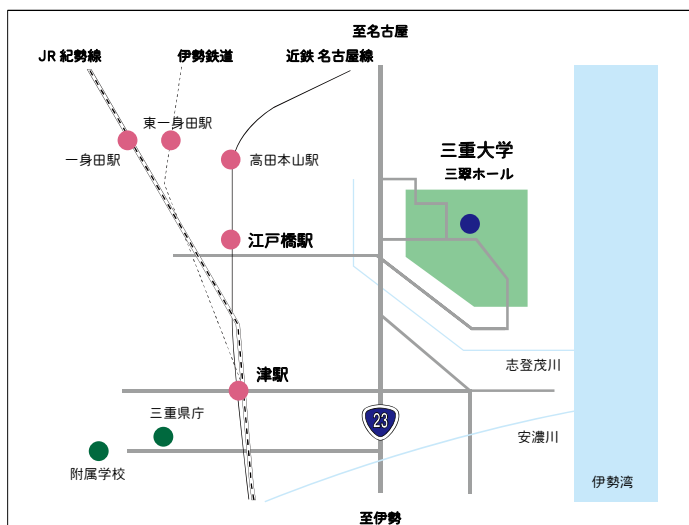 至名古屋
JR 紀勢線
伊勢鉄道
近鉄 名古屋線
東一身田駅
一身田駅
高田本山駅
三重大学
三翠ホール
江戸橋駅
志登茂川
津駅
三重県庁
23
安濃川
附属学校
伊勢湾
至伊勢